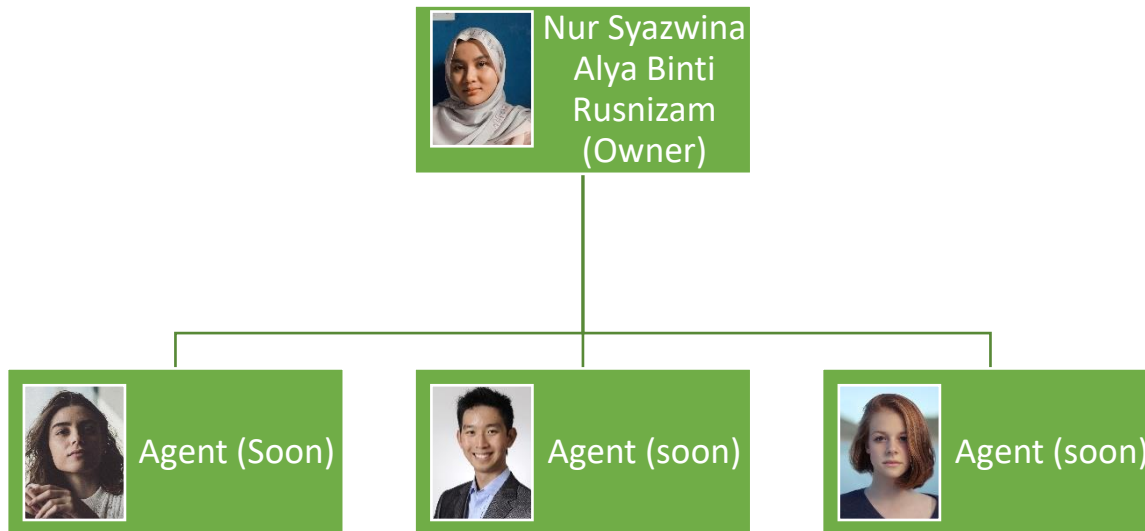 Nur Syazwina
Alya Binti
Rusnizam
(Owner)
Agent (Soon)
Agent (soon)
Agent (soon)